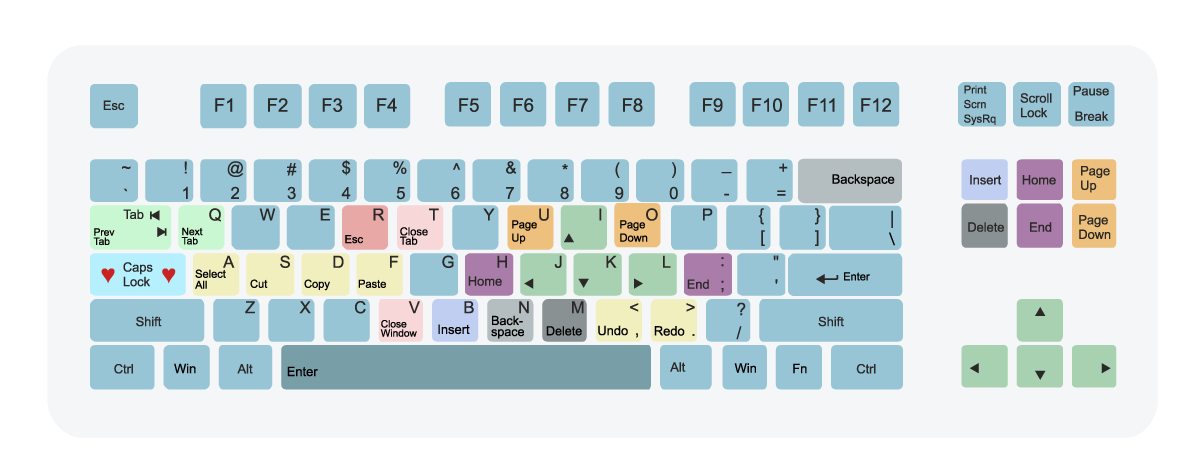 Esc F1 F2 F3 F4 F5 F6 F7 F8 F9 F10 F11 F12
Print
Scrn
SysRq
Scroll
Lock
Pause
Break
~ ! @ # $ % ^ & * ( ) _ +
` 1 2 3 4 5 6 7 8 9 0 - =
Backspace
Insert
Home
Page
Up
Tab
Prev
Tab
Q
Next
Tab
W
E
R
Esc
T
Close
Tab
Y
U
Page
Up
I
O
Page
Down
P
{
[
}
]
|
\
Delete
End
Page
Down
Caps
Lock
A
Select
All
S
Cut
D
Copy
F
Paste
G
H
Home
J
K
L
:
End ;
"
'
Enter
Shift
Z
X
C
V
Close
Window
B
Insert
N
Back-
space
M
Delete
<
Undo ,
>
Redo .
?
/
Shift
Ctrl
Win
Alt
Enter
Alt
Win
Fn
Ctrl